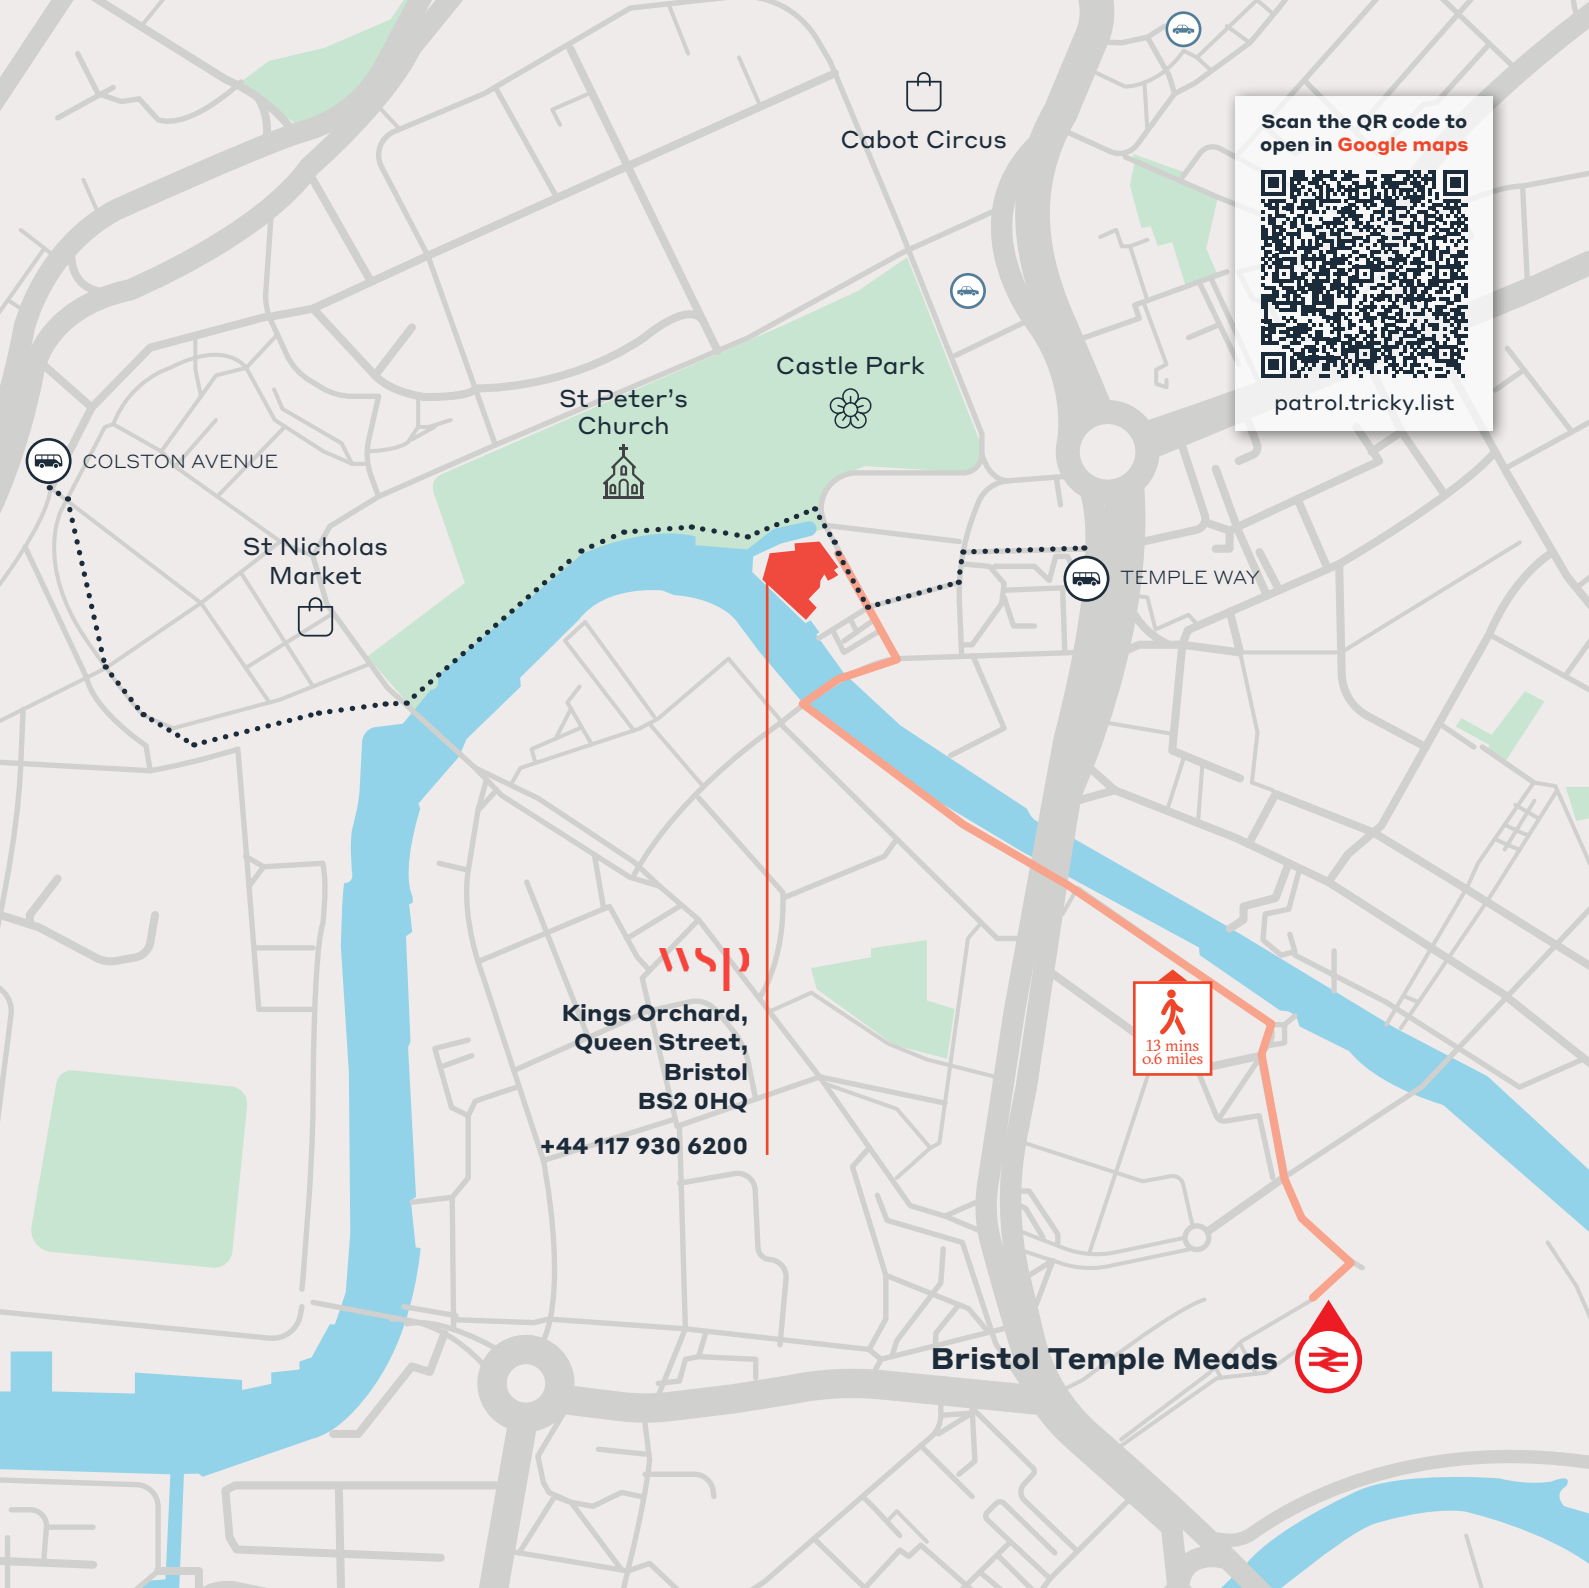 Cabot Circus
Scan the QR code to
open in Google maps
patrol.tricky.list
Castle Park
St Peter’s
Church
COLSTON AVENUE
St Nicholas
Market
TEMPLE WAY
wsp
Kings Orchard,
Queen Street,
Bristol
BS2 0HQ
+44 117 930 6200
13 mins
0.6 miles
Bristol Temple Meads